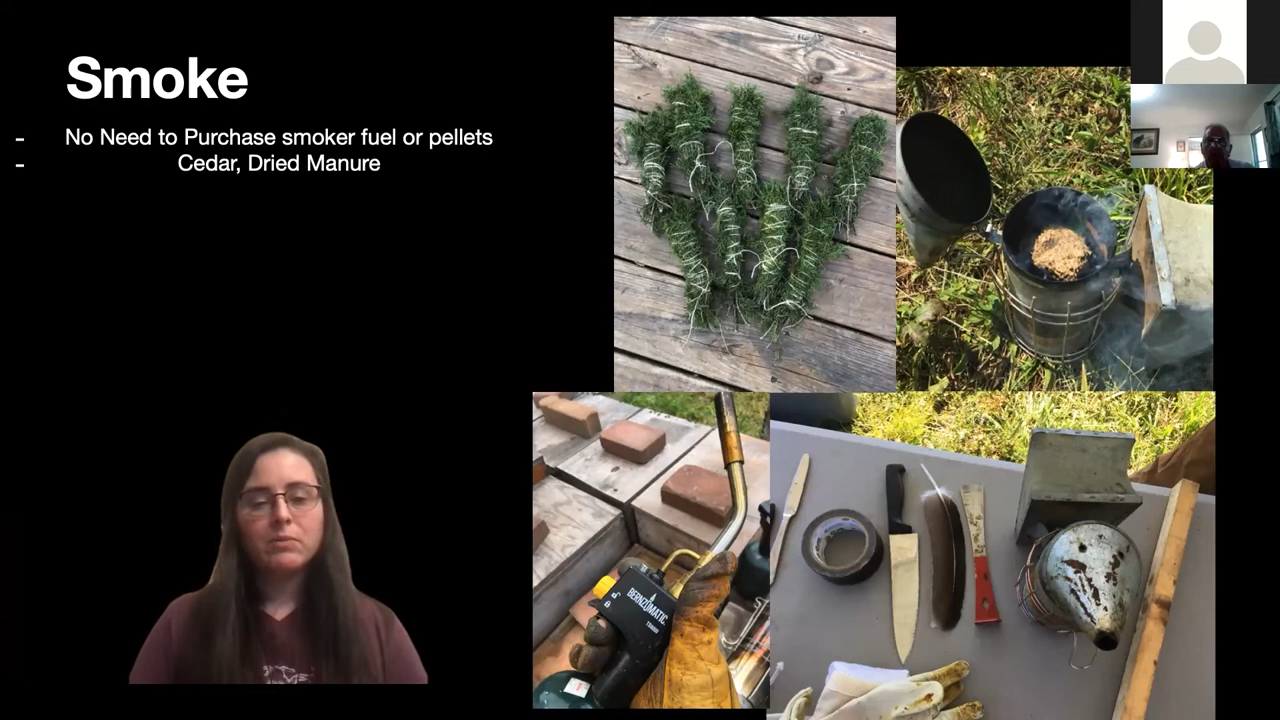 Smoke
- No Need to Purchase smoker fuel or pellets
- Cedar, Dried Manure
BERNZOMATIC